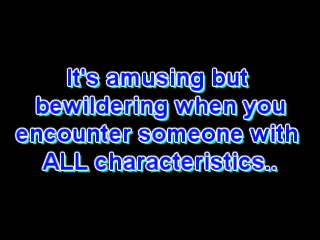 It's amusing but
bewildering when you
encounter someone with
ALL characteristics..